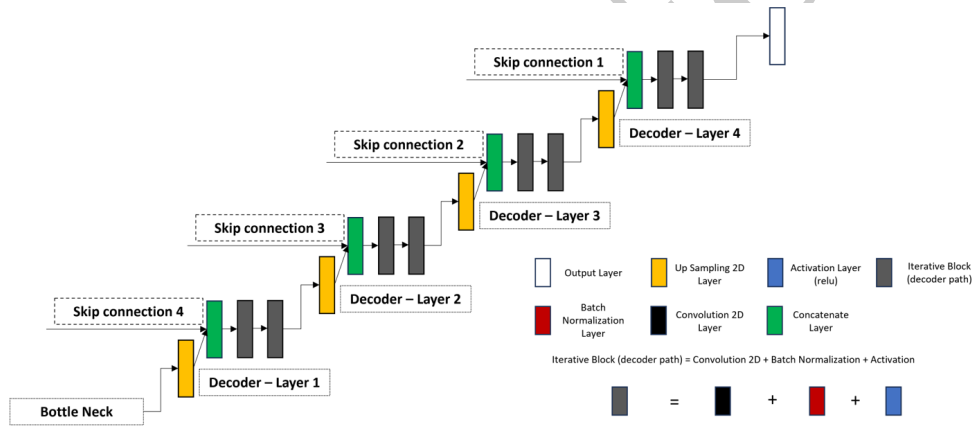 Skip connection 1
Decoder – Layer 4
Skip connection 2
Decoder – Layer 3
Skip connection 3
Decoder – Layer 2
Skip connection 4
Decoder – Layer 1
Bottle Neck
Output Layer
Up Sampling 2D
Layer
Activation Layer
(relu)
Iterative Block
(decoder path)
Batch
Normalization
Layer
Convolution 2D
Layer
Concatenate
Layer
Iterative Block (decoder path) = Convolution 2D + Batch Normalization + Activation
= + +